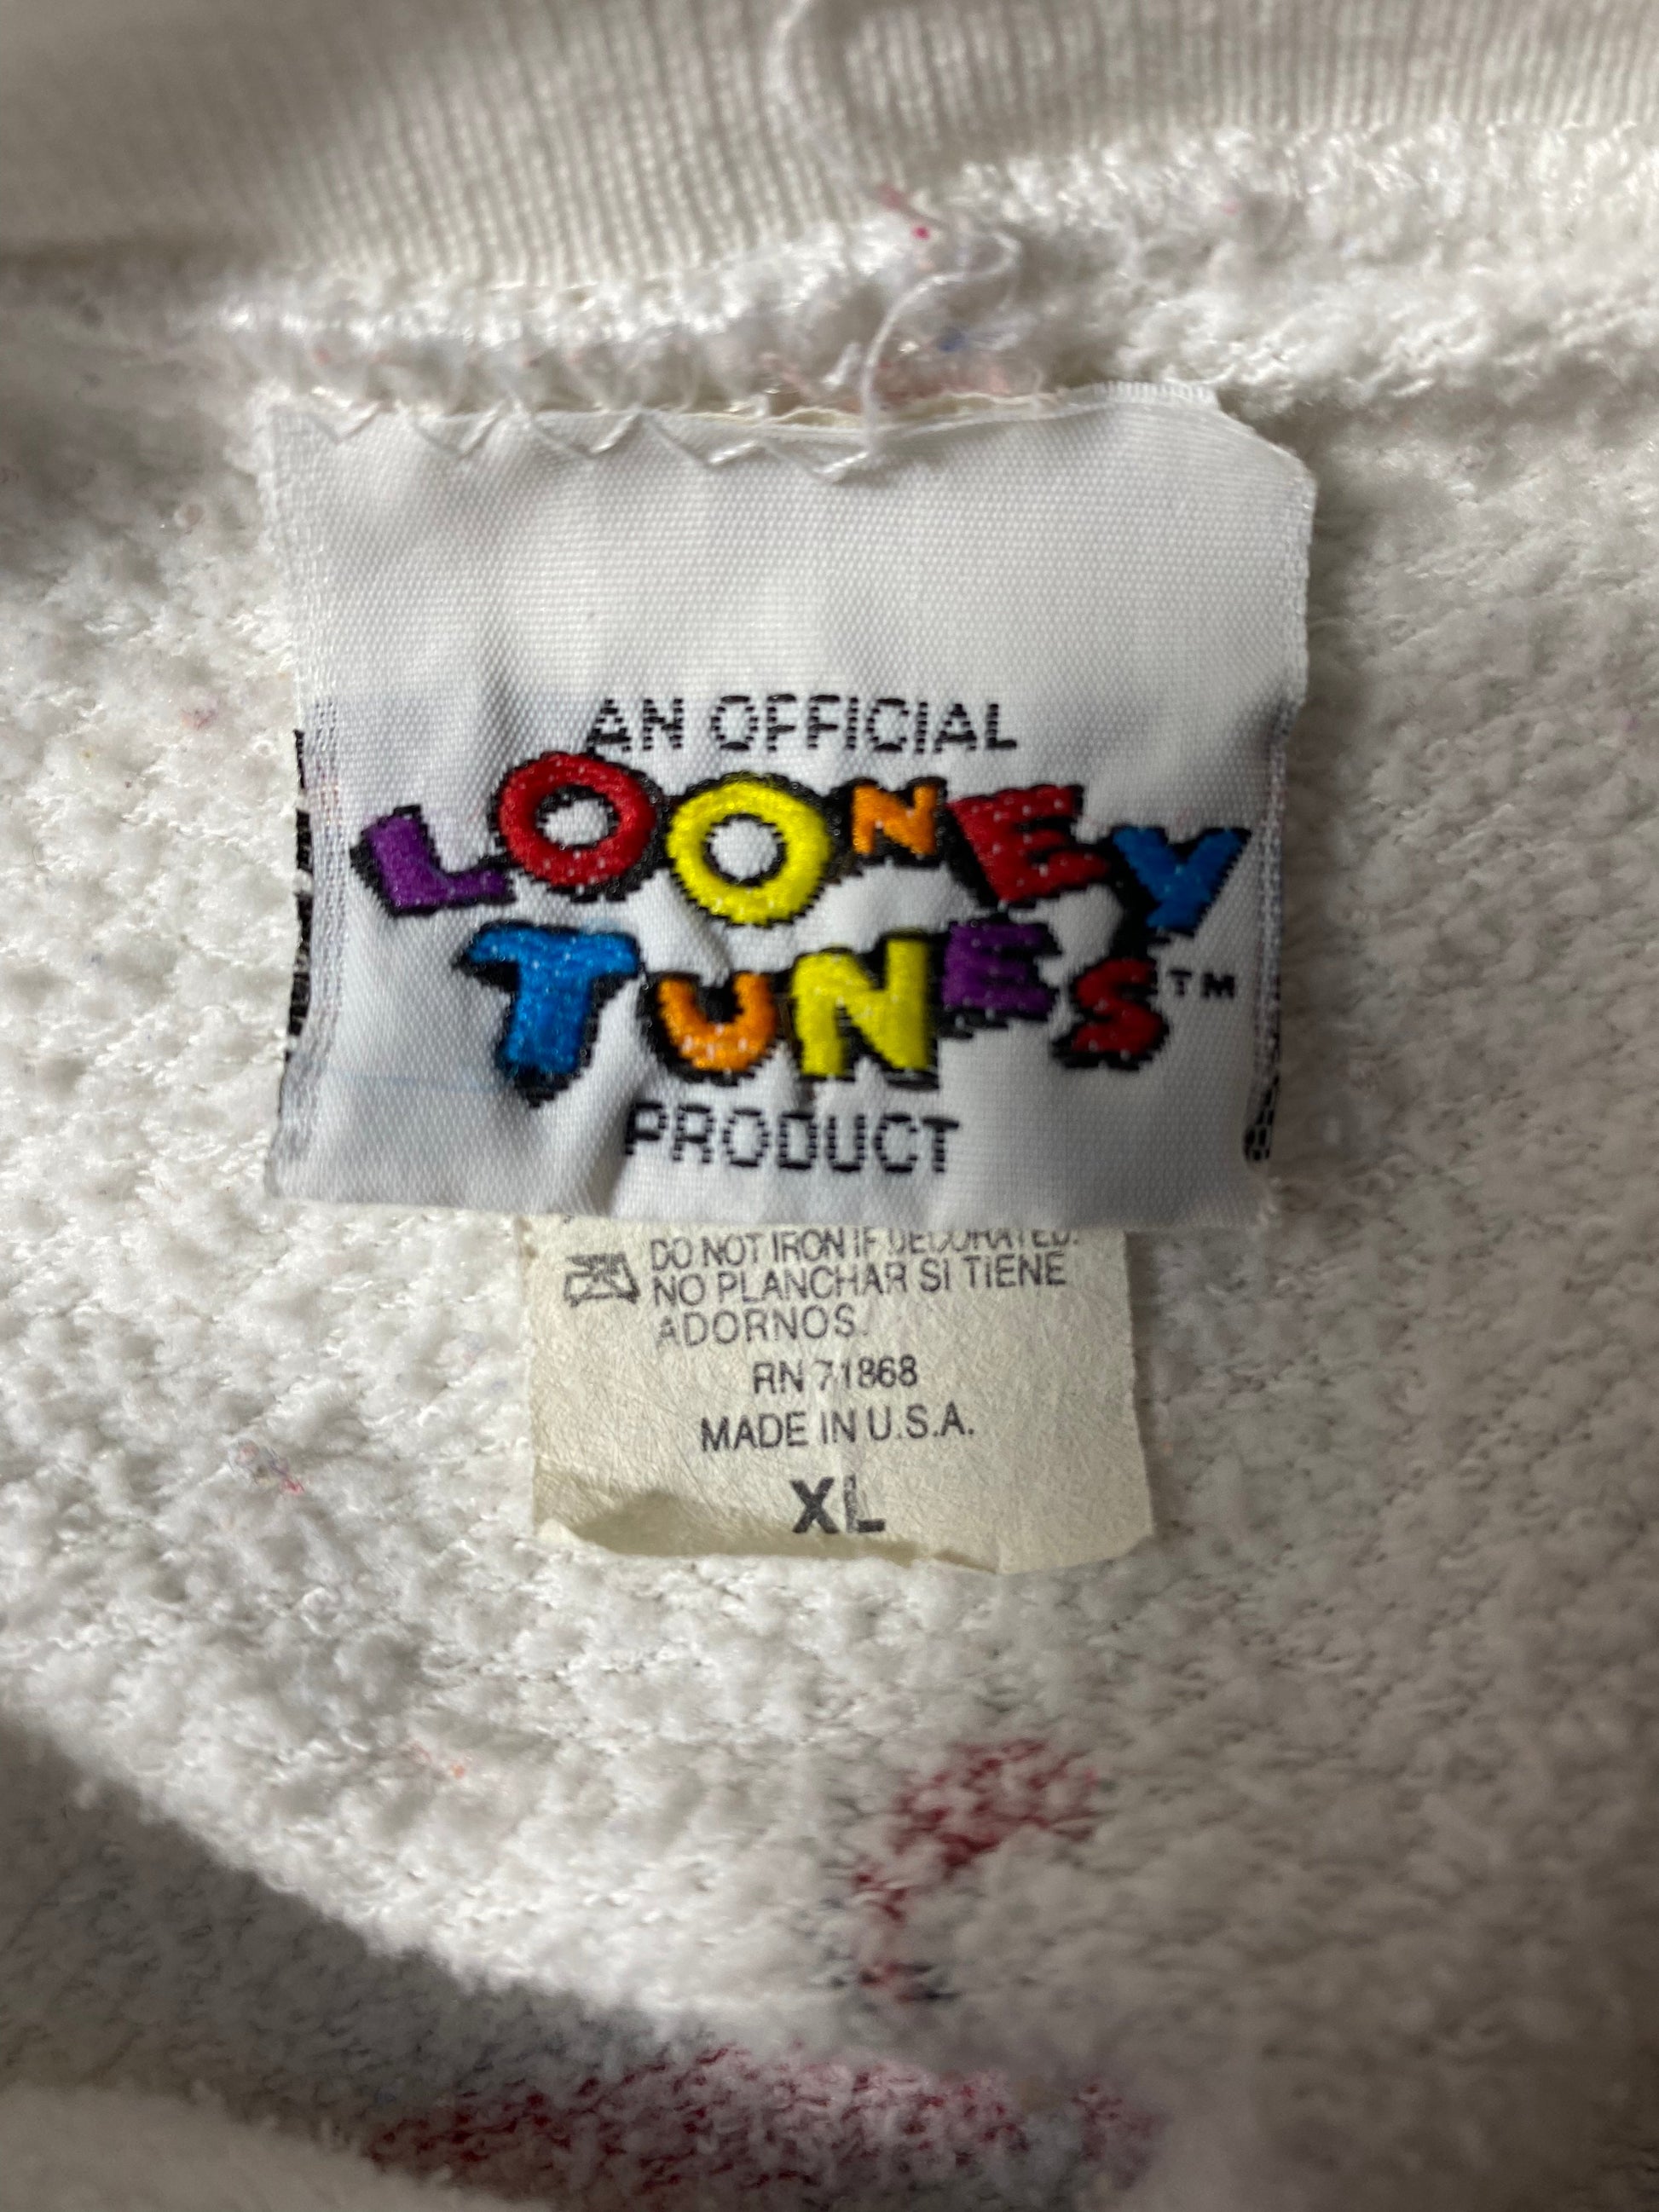 AN OFFICIAL
LOONEY
TUNES™
PRODUCT
DO NOT IRON IF DECORATED.
NO PLANCHAR SI TIENE
ADORNOS.
RN 71868
MADE IN U.S.A.
XL